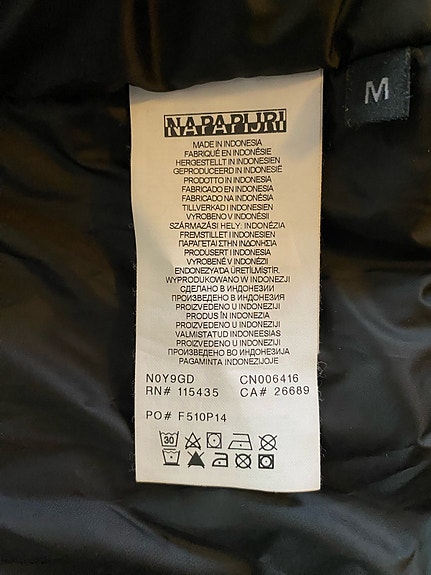 NAPAPIJRI
M
MADE IN INDONESIA
FABRIQUÉ EN INDONÉSIE
HERGESTELLT IN INDONESIEN
GEPRODUCEERD IN INDONESIË
PRODOTTO IN INDONESIA
FABRICADO EN INDONESIA
FABRICADO NA INDONÉSIA
TILLVERKAD I INDONESIEN
VYROBENO V INDONÉSII
SZÁRMAZÁSI HELY: INDONÉZIA
FREMSTILLET I INDONESIEN
ΠΑΡΑΓΕΤΑΙ ΣΤΗΝ ΙΝΔΟΝΗΣΙΑ
PRODUSERT I INDONESIA
VYROBENÉ V INDONÉZII
ENDONEZYA'DA ÜRETİLMİŞTİR.
WYPRODUKOWANO W INDONEZJI
СДЕЛАНО В ИНДОНЕЗИИ
ПРОИЗВЕДЕНО В ИНДОНЕЗИЯ
PROIZVEDENO U INDONEZIJI
PRODUS ÎN INDONEZIA
PROIZVEDENO U INDONEZIJI
VALMISTATUD INDONEESIAS
PROIZVEDENO U INDONEZIJI
ПРОИЗВЕДЕНО ВО ИНДОНЕЗИЈА
PAGAMINTA INDONEZIJOJE
N0Y9GD CN006416
RN# 115435 CA# 26689
PO# F510P14
30